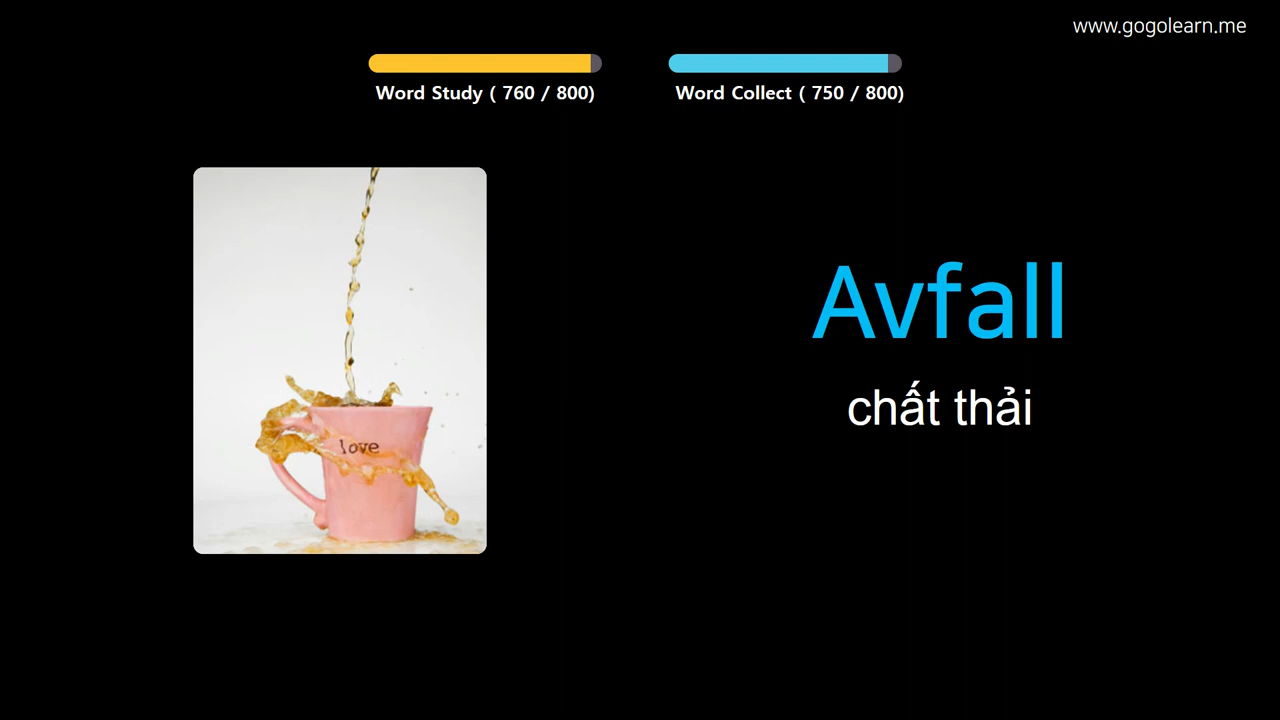 www.gogolearn.me
Word Study ( 760 / 800)
Word Collect ( 750 / 800)
love
Avfall
chất thải